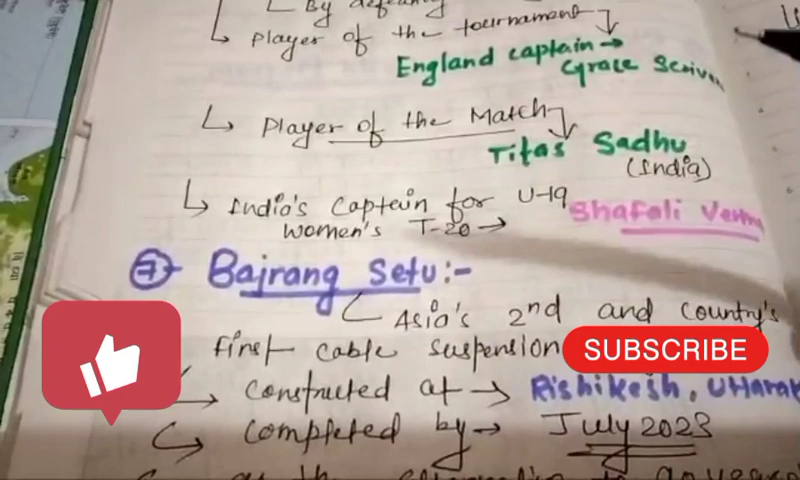 ↳ By defeating
↳ Player of the tournament
England captain →
Grace Scriven
↳ Player of the Match
Titas Sadhu
(India)
↳ India's Captain for U-19
Women's T-20 → Shafali Verma
⑦ Bajrang Setu:-
Asia's 2nd and country's
first cable suspension
SUBSCRIBE
→ Constructed at → Rishikesh, Uttarak
→ Completed by → July 2023